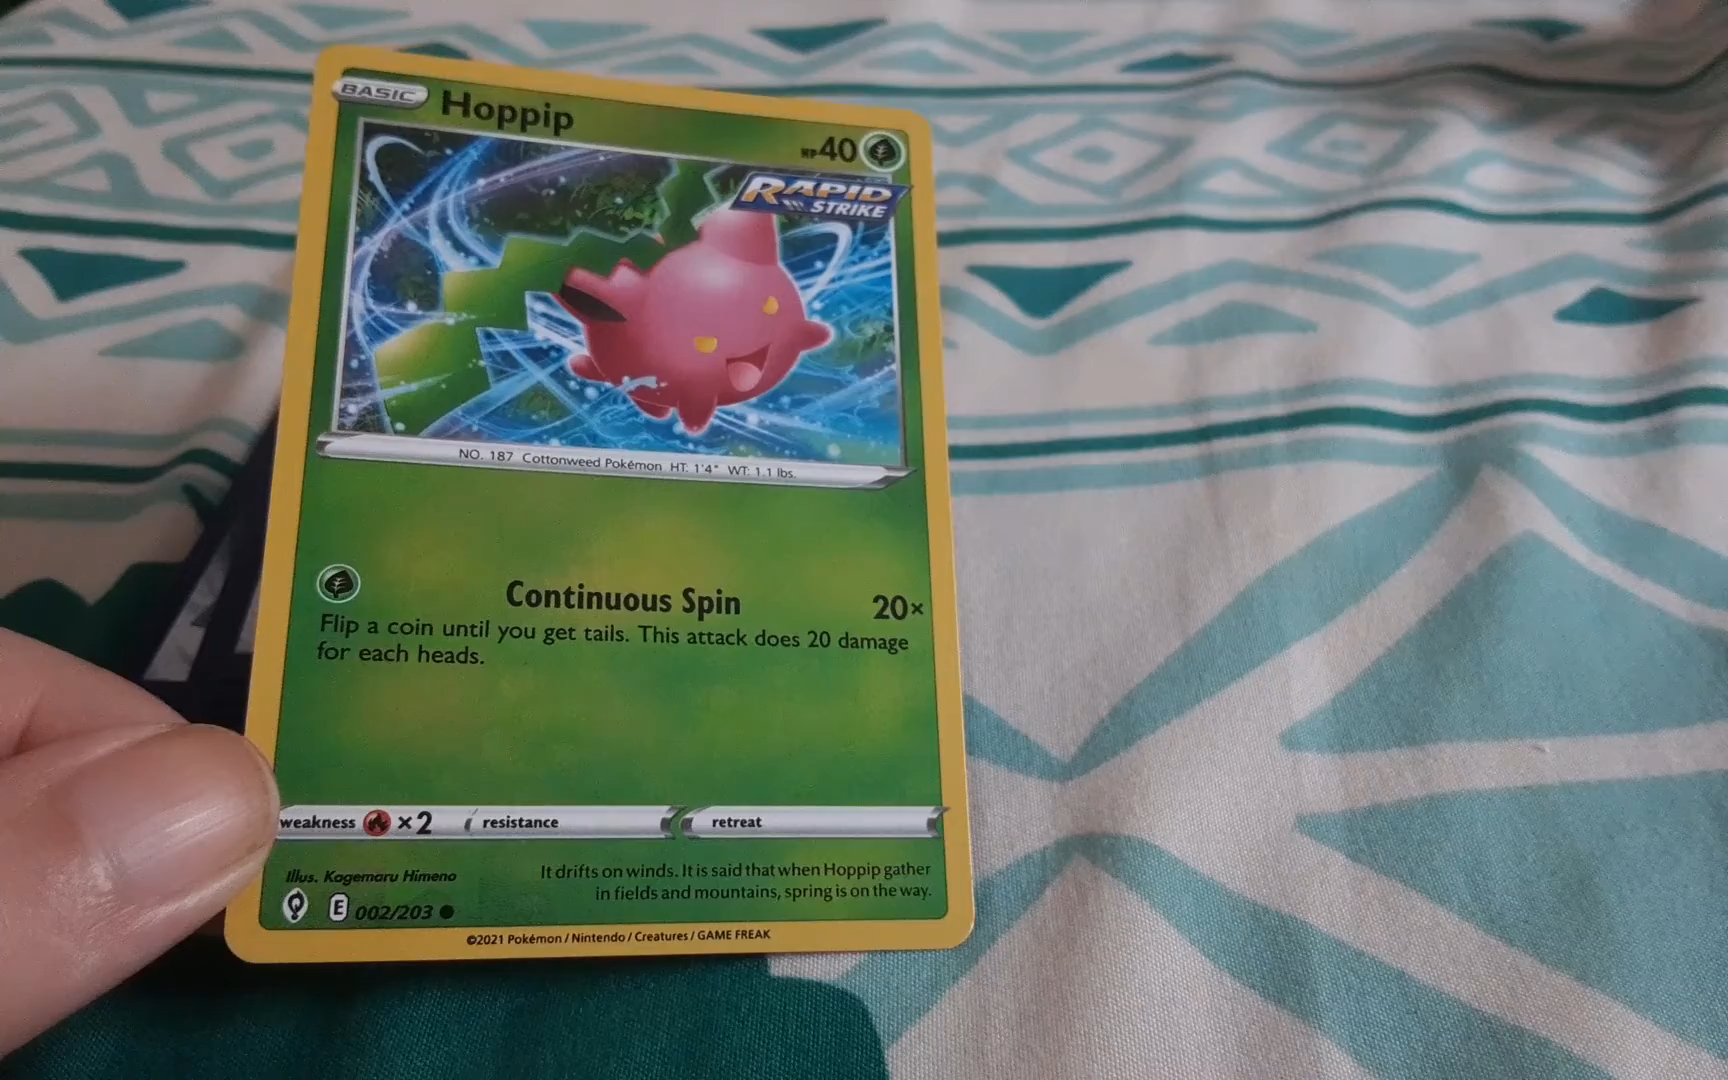 BASIC Hoppip
HP 40
RAPID
STRIKE
NO. 187 Cottonweed Pokémon HT: 1'4" WT: 1.1 lbs.
Continuous Spin 20×
Flip a coin until you get tails. This attack does 20 damage
for each heads.
weakness ×2 resistance retreat
Illus. Kagemaru Himeno
It drifts on winds. It is said that when Hoppip gather
in fields and mountains, spring is on the way.
E 002/203
©2021 Pokémon / Nintendo / Creatures / GAME FREAK